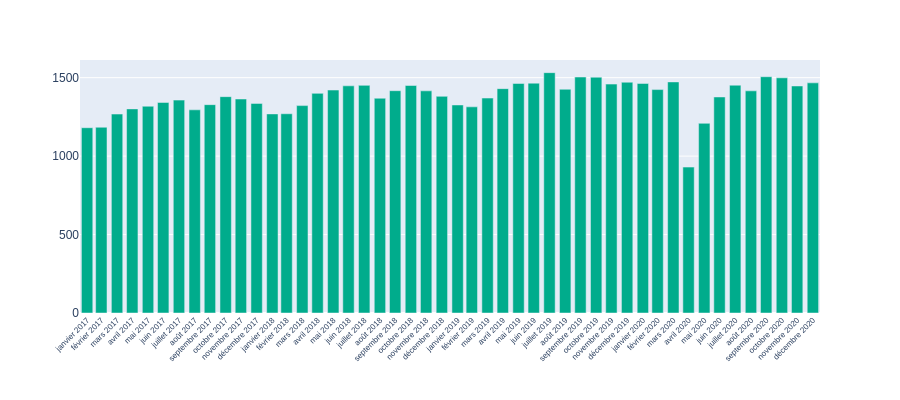 1500
1000
500
0
janvier 2017
février 2017
mars 2017
avril 2017
mai 2017
juin 2017
juillet 2017
août 2017
septembre 2017
octobre 2017
novembre 2017
décembre 2017
janvier 2018
février 2018
mars 2018
avril 2018
mai 2018
juin 2018
juillet 2018
août 2018
septembre 2018
octobre 2018
novembre 2018
décembre 2018
janvier 2019
février 2019
mars 2019
avril 2019
mai 2019
juin 2019
juillet 2019
août 2019
septembre 2019
octobre 2019
novembre 2019
décembre 2019
janvier 2020
février 2020
mars 2020
avril 2020
mai 2020
juin 2020
juillet 2020
août 2020
septembre 2020
octobre 2020
novembre 2020
décembre 2020